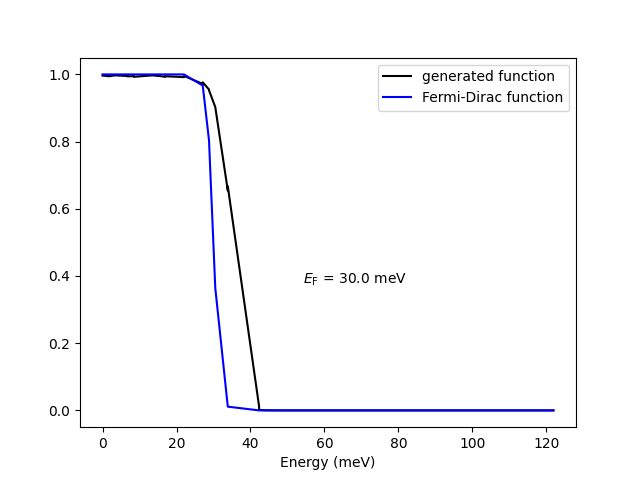 generated function
Fermi-Dirac function
1.0
0.8
0.6
0.4
0.2
0.0
E_F = 30.0 meV
0 20 40 60 80 100 120
Energy (meV)